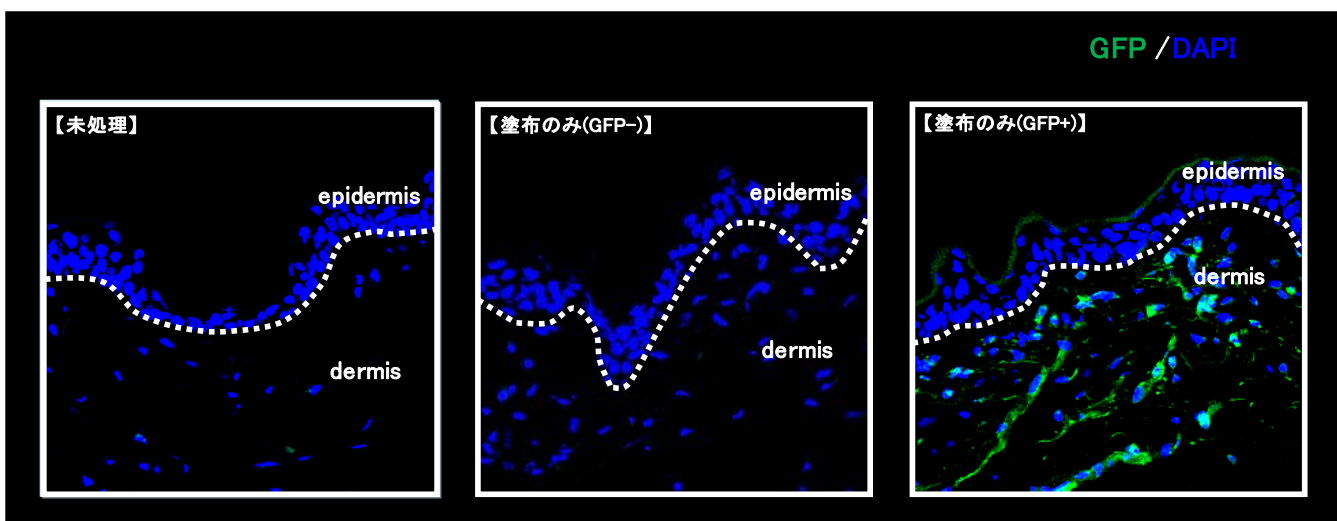 GFP /DAPI
【未処理】
epidermis
dermis
【塗布のみ(GFP-)】
epidermis
dermis
【塗布のみ(GFP+)】
epidermis
dermis